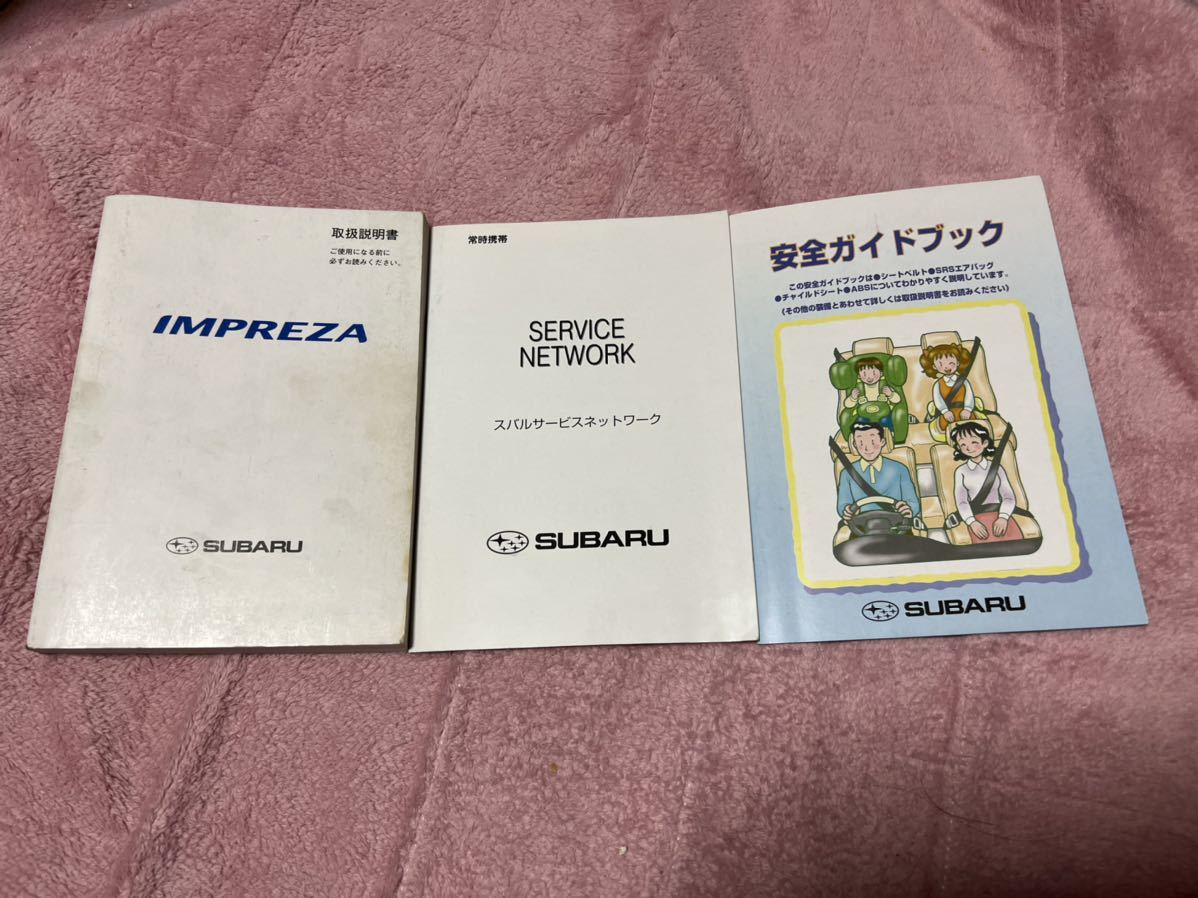 取扱説明書
ご使用になる前に
必ずお読みください。
IMPREZA
SUBARU
常時携帯
SERVICE
NETWORK
スバルサービスネットワーク
SUBARU
安全ガイドブック
この安全ガイドブックは●シートベルト●SRSエアバッグ
●チャイルドシート●ABSについてわかりやすく説明しています。
(その他の装備とあわせて詳しくは取扱説明書をお読みください)
SUBARU